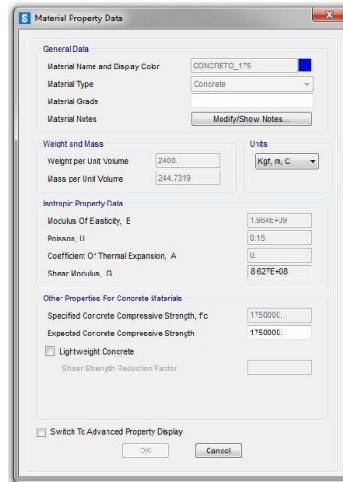 S Material Property Data
General Data
Material Name and Display Color CONCRETO_175
Material Type Concrete
Material Grade
Material Notes Modify/Show Notes...
Weight and Mass Units
Weight per Unit Volume 2400. Kgf, m, C
Mass per Unit Volume 244.7319
Isotropic Property Data
Modulus Of Elasticity, E 1.984E+09
Poisson, U 0.15
Coefficient Of Thermal Expansion, A 0.
Shear Modulus, G 8.627E+08
Other Properties For Concrete Materials
Specified Concrete Compressive Strength, f'c 1750000.
Expected Concrete Compressive Strength 1750000.
Lightweight Concrete
Shear Strength Reduction Factor
Switch To Advanced Property Display
OK Cancel